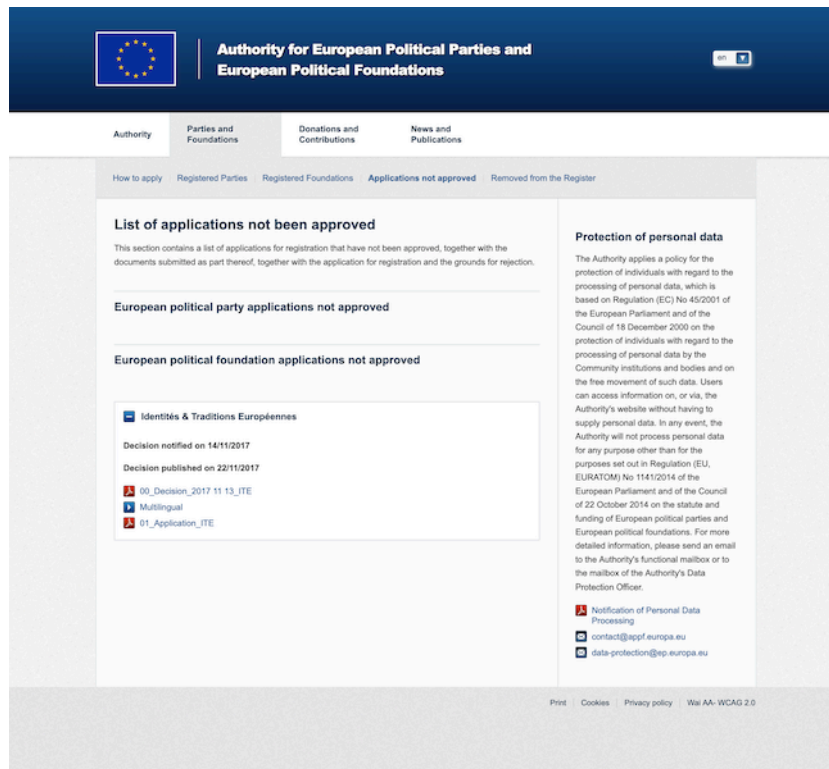 Authority for European Political Parties and
European Political Foundations
en
Authority
Parties and
Foundations
Donations and
Contributions
News and
Publications
How to apply
Registered Parties
Registered Foundations
Applications not approved
Removed from the Register
List of applications not been approved
This section contains a list of applications for registration that have not been approved, together with the
documents submitted as part thereof, together with the application for registration and the grounds for rejection.
European political party applications not approved
European political foundation applications not approved
Identités & Traditions Européennes
Decision notified on 14/11/2017
Decision published on 22/11/2017
00_Decision_2017 11 13_ITE
Multilingual
01_Application_ITE
Protection of personal data
The Authority applies a policy for the
protection of individuals with regard to the
processing of personal data, which is
based on Regulation (EC) No 45/2001 of
the European Parliament and of the
Council of 18 December 2000 on the
protection of individuals with regard to the
processing of personal data by the
Community institutions and bodies and on
the free movement of such data. Users
can access information on, or via, the
Authority's website without having to
supply personal data. In any event, the
Authority will not process personal data
for any purpose other than for the
purposes set out in Regulation (EU,
EURATOM) No 1141/2014 of the
European Parliament and of the Council
of 22 October 2014 on the statute and
funding of European political parties and
European political foundations. For more
detailed information, please send an email
to the Authority's functional mailbox or to
the mailbox of the Authority's Data
Protection Officer.
Notification of Personal Data
Processing
contact@appf.europa.eu
data-protection@ep.europa.eu
Print
Cookies
Privacy policy
Wai AA- WCAG 2.0